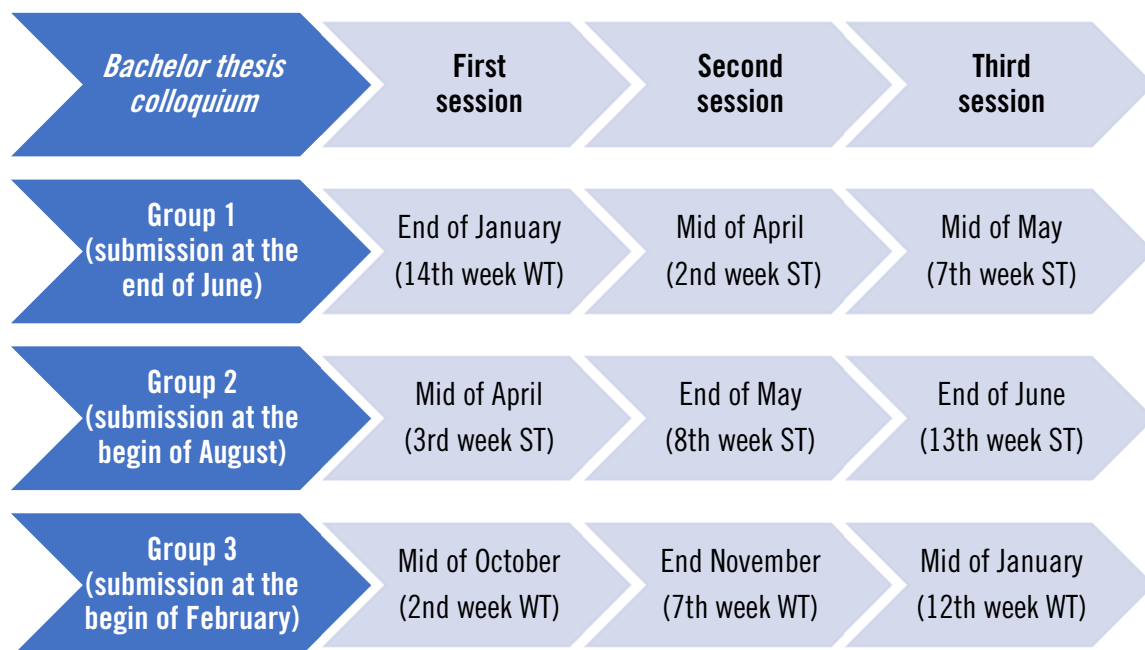 Bachelor thesis
colloquium
First
session
Second
session
Third
session
Group 1
(submission at the
end of June)
End of January
(14th week WT)
Mid of April
(2nd week ST)
Mid of May
(7th week ST)
Group 2
(submission at the
begin of August)
Mid of April
(3rd week ST)
End of May
(8th week ST)
End of June
(13th week ST)
Group 3
(submission at the
begin of February)
Mid of October
(2nd week WT)
End November
(7th week WT)
Mid of January
(12th week WT)